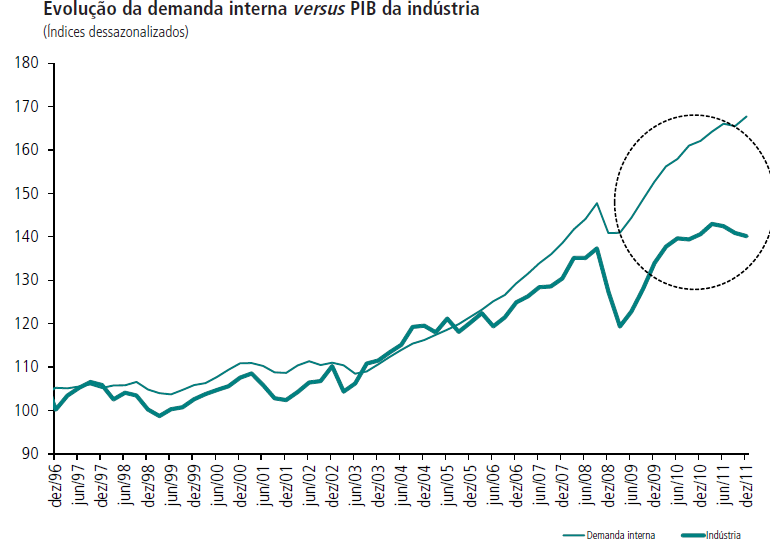 Evolução da demanda interna versus PIB da indústria
(Índices dessazonalizados)
180
170
160
150
140
130
120
110
100
90
dez/96
jun/97
dez/97
jun/98
dez/98
jun/99
dez/99
jun/00
dez/00
jun/01
dez/01
jun/02
dez/02
jun/03
dez/03
jun/04
dez/04
jun/05
dez/05
jun/06
dez/06
jun/07
dez/07
jun/08
dez/08
jun/09
dez/09
jun/10
dez/10
jun/11
dez/11
Demanda interna
Indústria